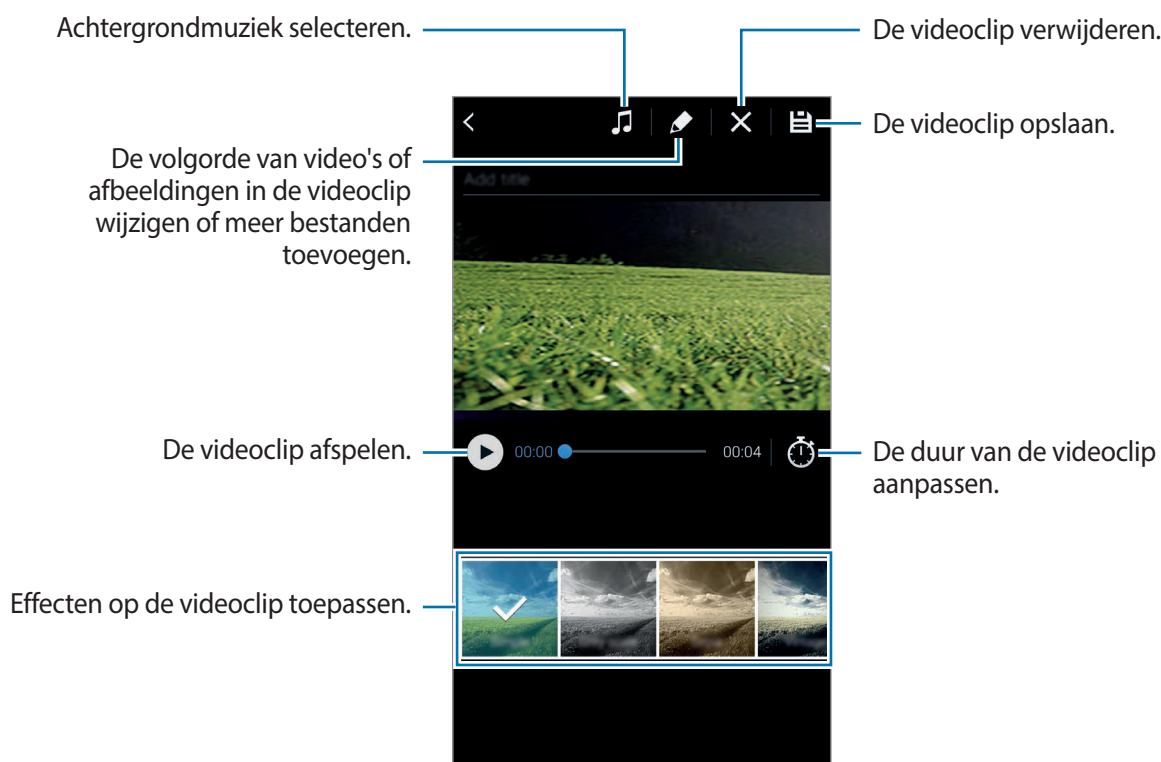 Achtergrondmuziek selecteren.
De videoclip verwijderen.
De videoclip opslaan.
De volgorde van video's of
afbeeldingen in de videoclip
wijzigen of meer bestanden
toevoegen.
Add title
De videoclip afspelen.
00:00
00:04
De duur van de videoclip
aanpassen.
Effecten op de videoclip toepassen.